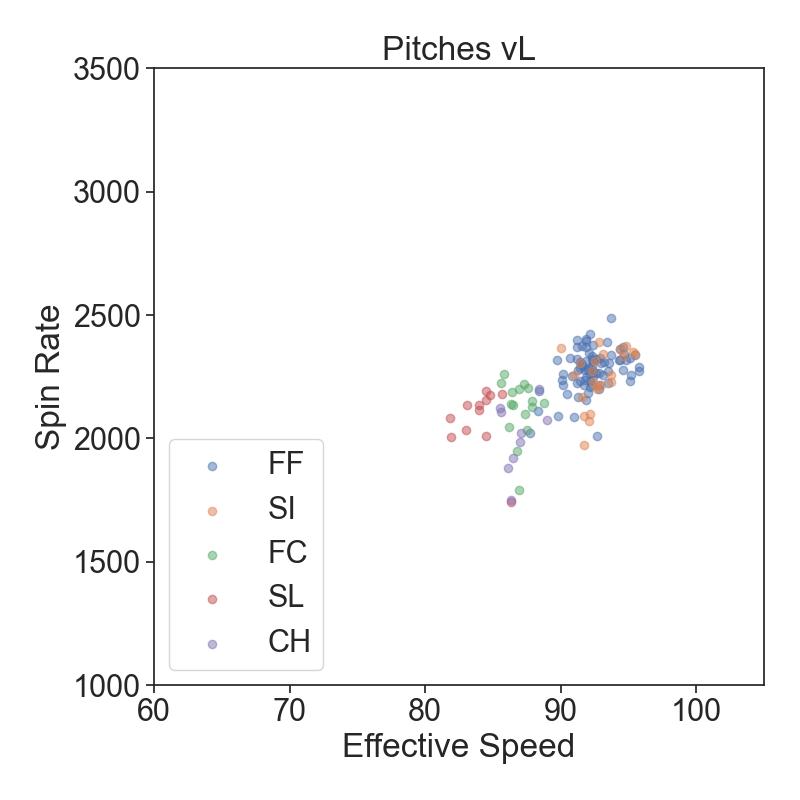 Pitches vL
3500
3000
2500
2000
1500
1000
Spin Rate
FF
SI
FC
SL
CH
60 70 80 90 100
Effective Speed